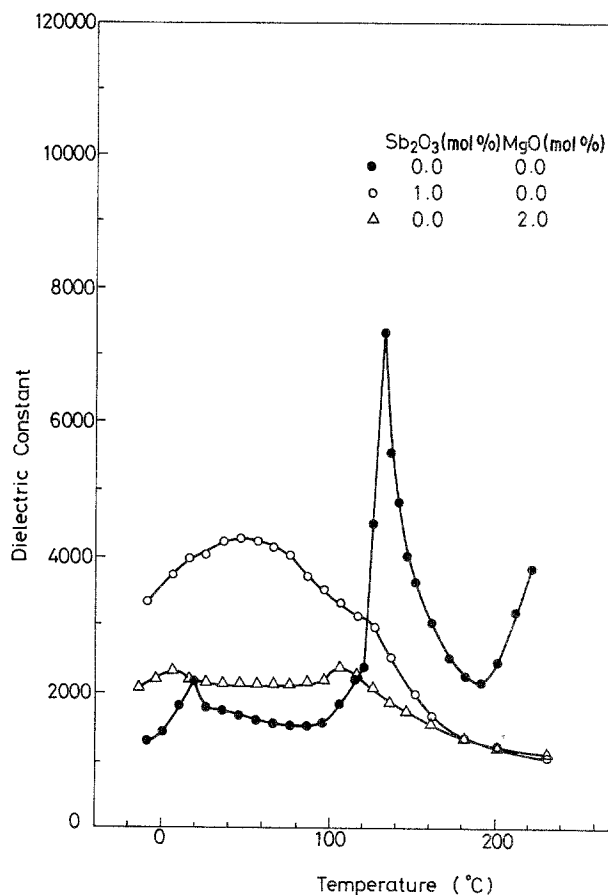 120000
10000
8000
6000
4000
2000
0
Dielectric Constant
Sb₂O₃(mol%) MgO(mol%)
● 0.0 0.0
○ 1.0 0.0
△ 0.0 2.0
0 100 200
Temperature (°C)